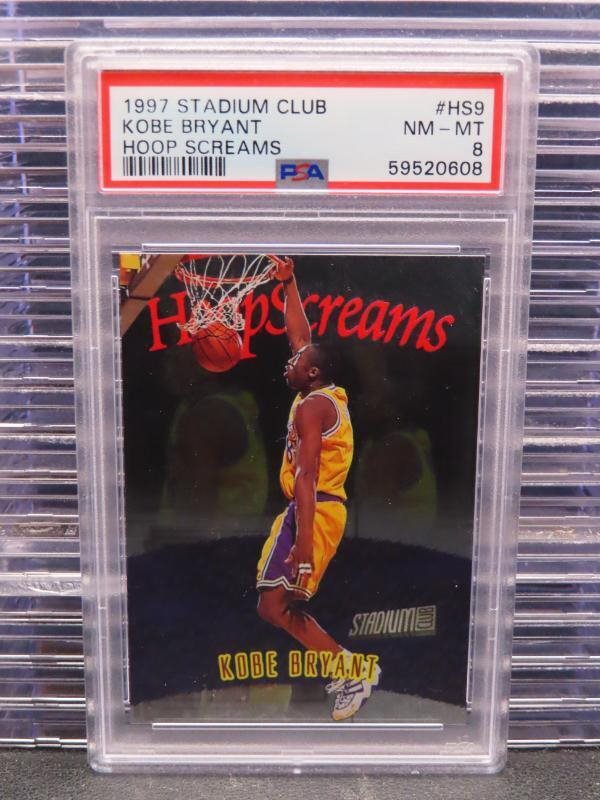 1997 STADIUM CLUB #HS9
KOBE BRYANT NM - MT
HOOP SCREAMS 8
PSA 59520608
HoopScreams
STADIUM CLUB
KOBE BRYANT